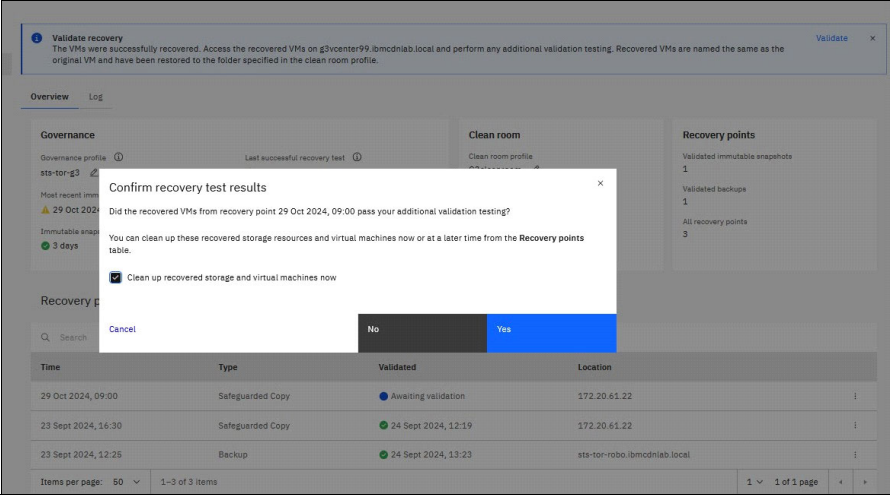 Validate recovery
The VMs were successfully recovered. Access the recovered VMs on g3vcenter99.ibmcdnlab.local and perform any additional validation testing. Recovered VMs are named the same as the
original VM and have been restored to the folder specified in the clean room profile.
Validate
Overview Log
Governance
Governance profile
Last successful recovery test
sts-tor-g3
Most recent imm
29 Oct 2024
Immutable snaps
3 days
Clean room
Clean room profile
Recovery points
Validated immutable snapshots
1
Validated backups
1
All recovery points
3
Confirm recovery test results
Did the recovered VMs from recovery point 29 Oct 2024, 09:00 pass your additional validation testing?
You can clean up these recovered storage resources and virtual machines now or at a later time from the Recovery points
table.
Clean up recovered storage and virtual machines now
Cancel
No
Yes
Recovery p
Search
Time Type Validated Location
29 Oct 2024, 09:00 Safeguarded Copy Awaiting validation 172.20.61.22
23 Sept 2024, 16:30 Safeguarded Copy 24 Sept 2024, 12:19 172.20.61.22
23 Sept 2024, 12:25 Backup 24 Sept 2024, 13:23 sts-tor-robo.ibmcdnlab.local
Items per page: 50 1–3 of 3 items 1 1 of 1 page